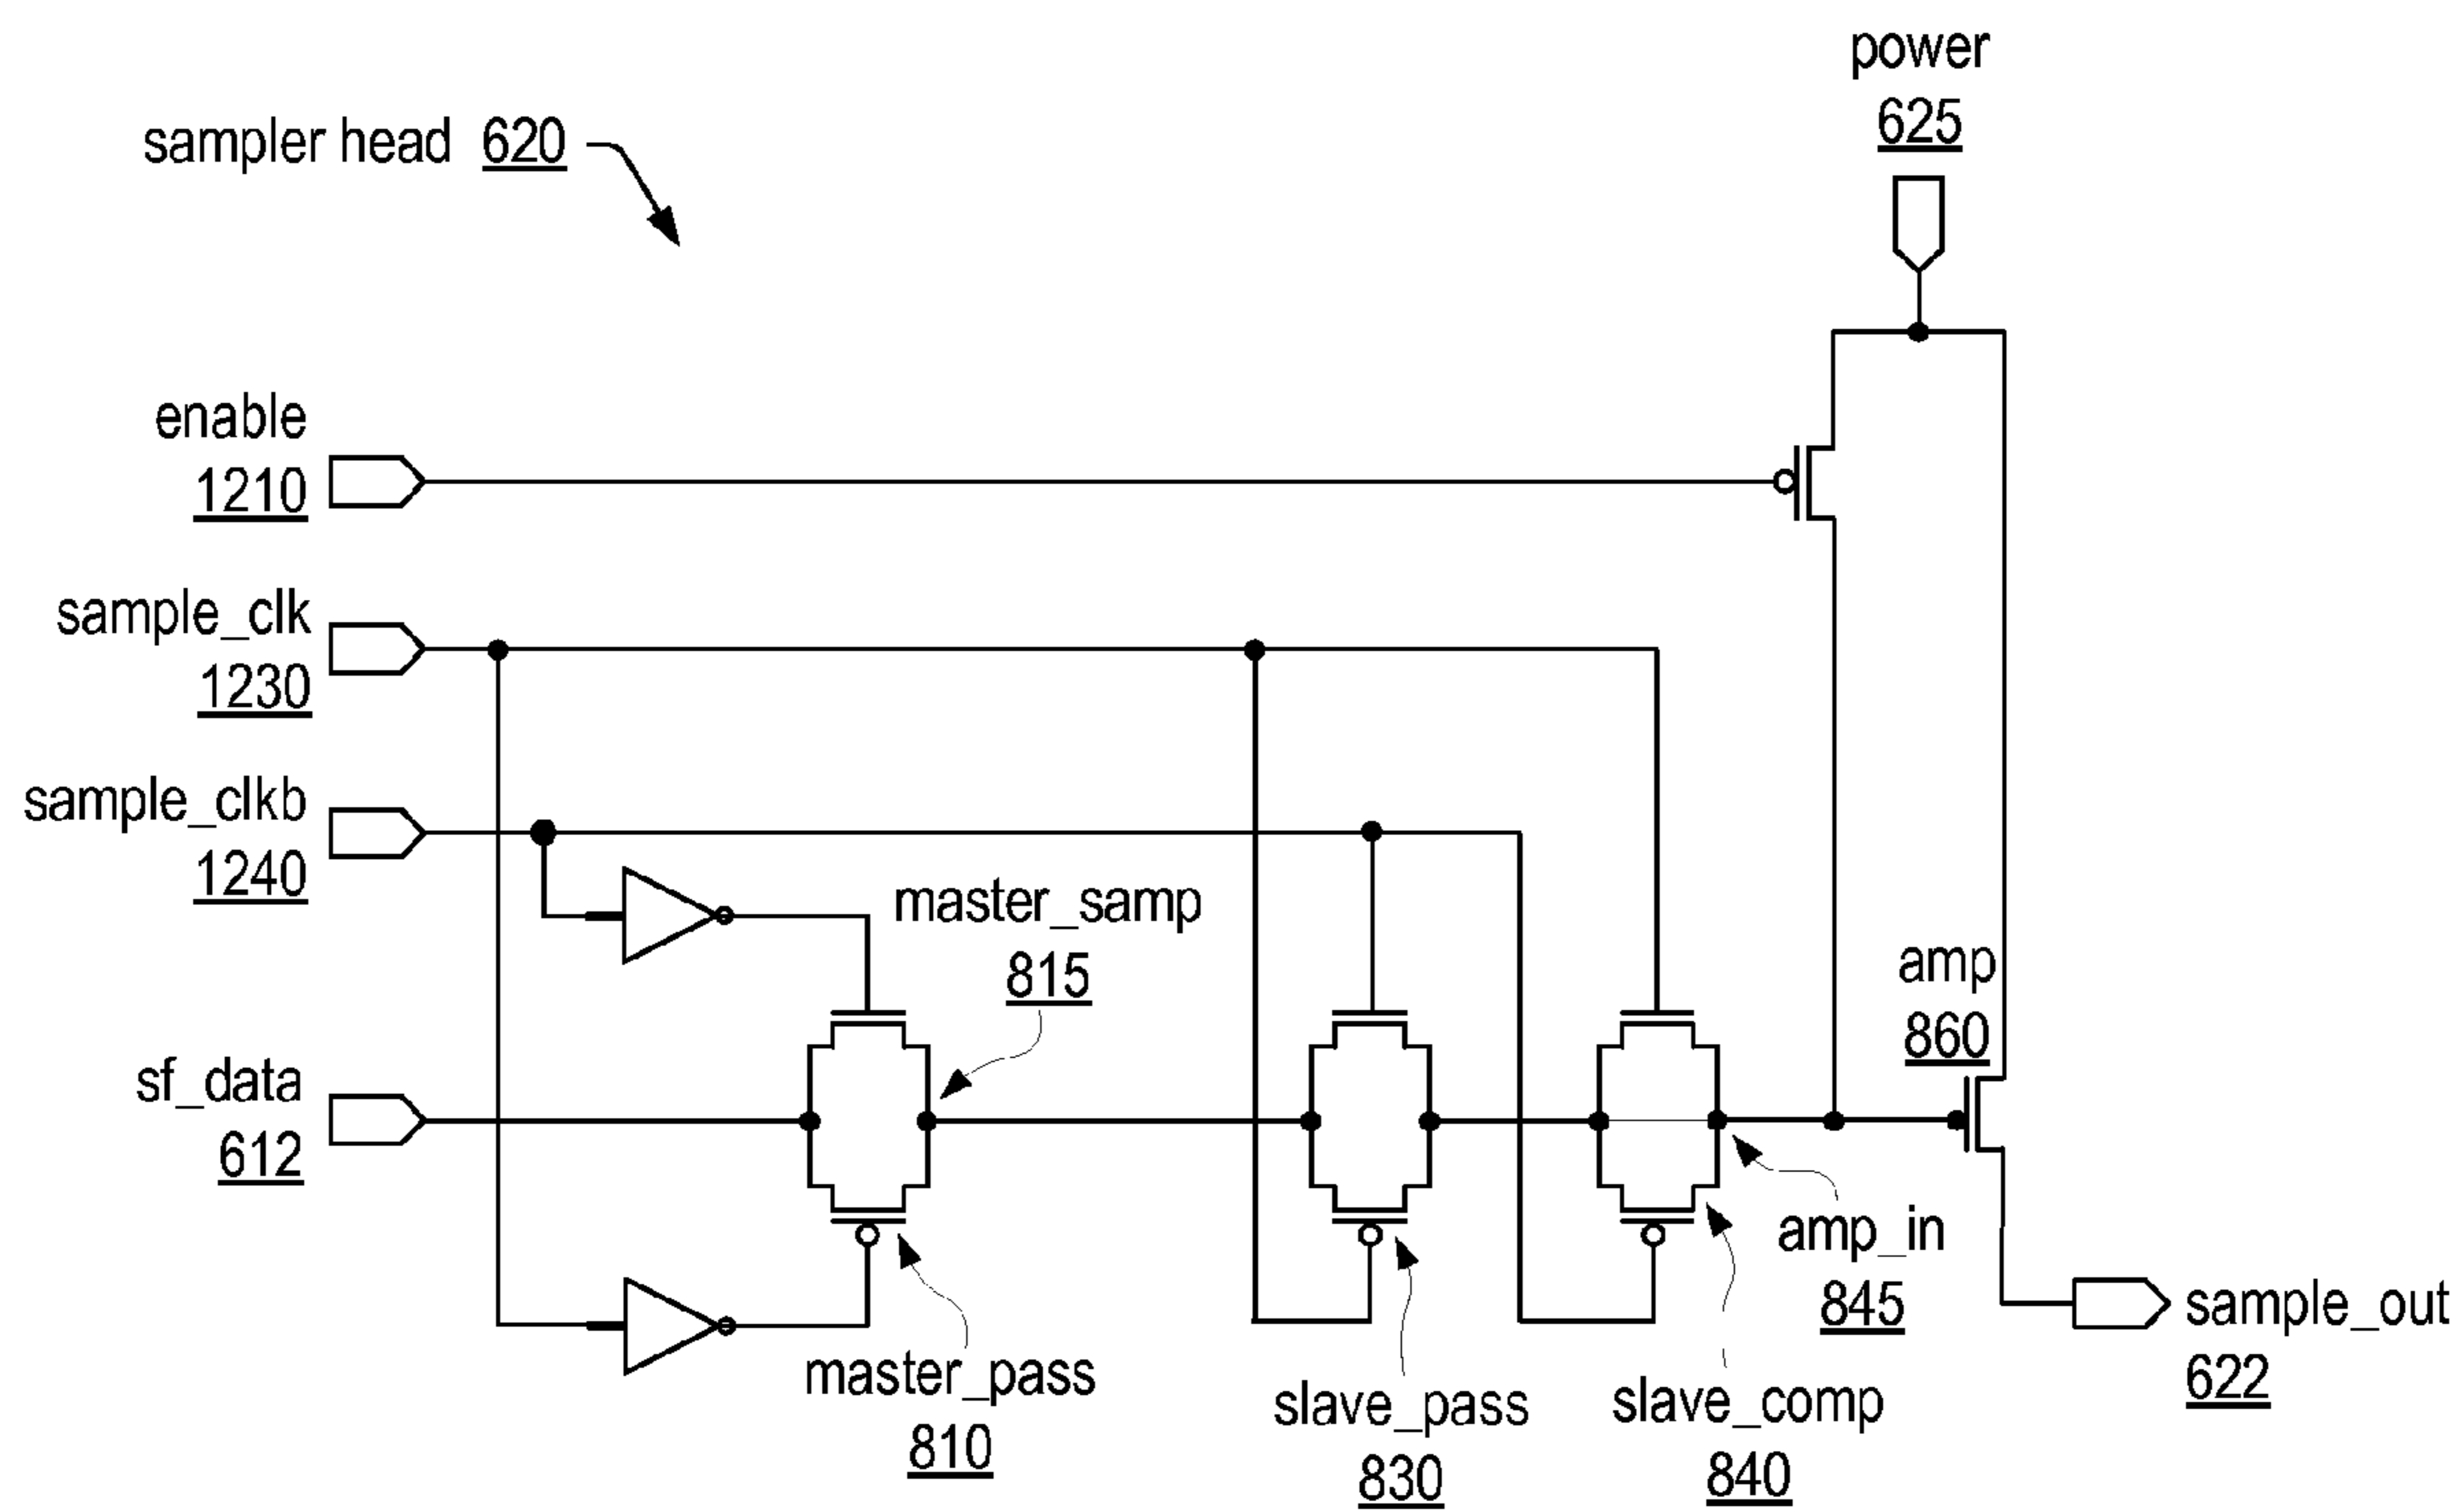 power
625
sampler head 620
enable
1210
sample_clk
1230
sample_clkb
1240
master_samp
815
amp
860
sf_data
612
amp_in
845
sample_out
622
master_pass
810
slave_pass
830
slave_comp
840